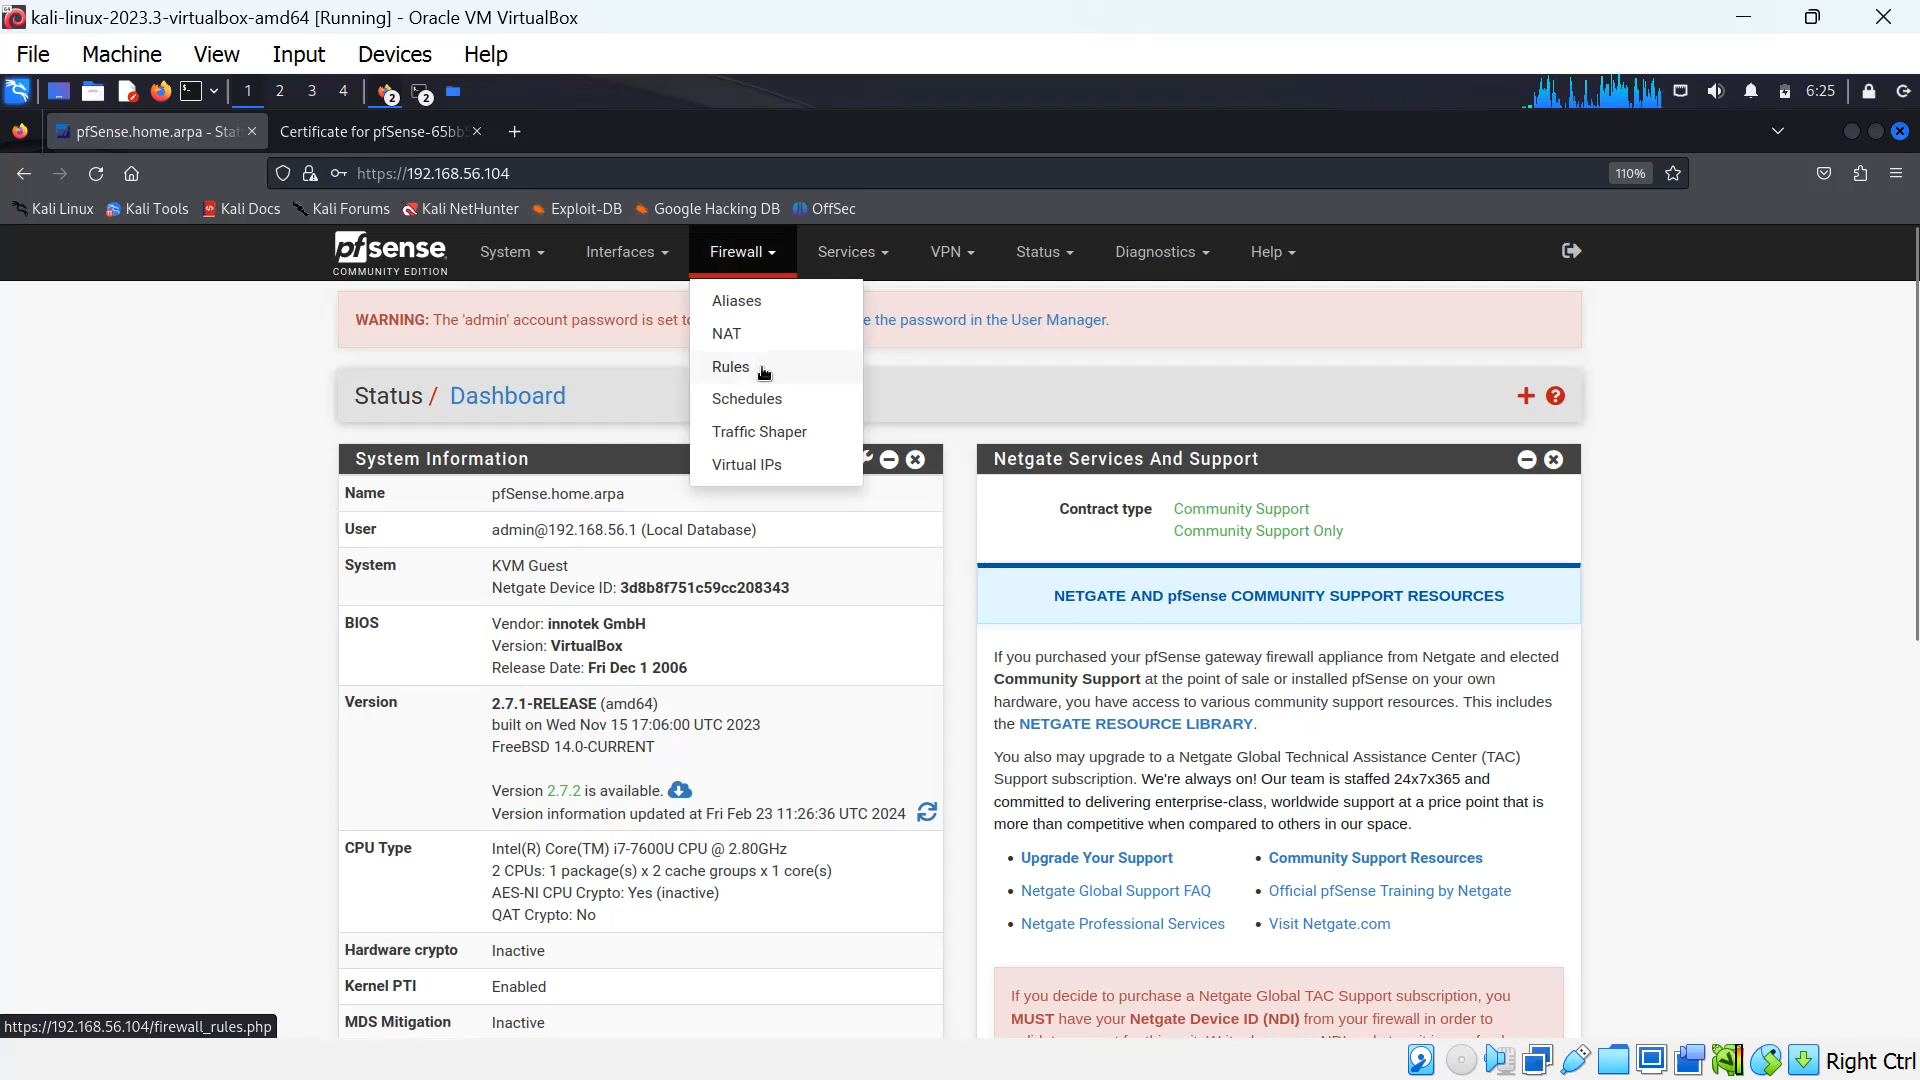 kali-linux-2023.3-virtualbox-amd64 [Running] - Oracle VM VirtualBox
File Machine View Input Devices Help
1 2 3 4 2 2 6:25
pfSense.home.arpa - Stat Certificate for pfSense-65bb
https://192.168.56.104 110%
Kali Linux Kali Tools Kali Docs Kali Forums Kali NetHunter Exploit-DB Google Hacking DB OffSec
pfsense System Interfaces Firewall Services VPN Status Diagnostics Help
COMMUNITY EDITION
Aliases
NAT
Rules
Schedules
Traffic Shaper
Virtual IPs
WARNING: The 'admin' account password is set to e the password in the User Manager.
Status / Dashboard
System Information
Name pfSense.home.arpa
User admin@192.168.56.1 (Local Database)
System KVM Guest
Netgate Device ID: 3d8b8f751c59cc208343
BIOS Vendor: innotek GmbH
Version: VirtualBox
Release Date: Fri Dec 1 2006
Version 2.7.1-RELEASE (amd64)
built on Wed Nov 15 17:06:00 UTC 2023
FreeBSD 14.0-CURRENT
Version 2.7.2 is available.
Version information updated at Fri Feb 23 11:26:36 UTC 2024
CPU Type Intel(R) Core(TM) i7-7600U CPU @ 2.80GHz
2 CPUs: 1 package(s) x 2 cache groups x 1 core(s)
AES-NI CPU Crypto: Yes (inactive)
QAT Crypto: No
Hardware crypto Inactive
Kernel PTI Enabled
MDS Mitigation Inactive
Netgate Services And Support
Contract type Community Support
Community Support Only
NETGATE AND pfSense COMMUNITY SUPPORT RESOURCES
If you purchased your pfSense gateway firewall appliance from Netgate and elected
Community Support at the point of sale or installed pfSense on your own
hardware, you have access to various community support resources. This includes
the NETGATE RESOURCE LIBRARY.
You also may upgrade to a Netgate Global Technical Assistance Center (TAC)
Support subscription. We're always on! Our team is staffed 24x7x365 and
committed to delivering enterprise-class, worldwide support at a price point that is
more than competitive when compared to others in our space.
Upgrade Your Support Community Support Resources
Netgate Global Support FAQ Official pfSense Training by Netgate
Netgate Professional Services Visit Netgate.com
If you decide to purchase a Netgate Global TAC Support subscription, you
MUST have your Netgate Device ID (NDI) from your firewall in order to
https://192.168.56.104/firewall_rules.php
Right Ctrl